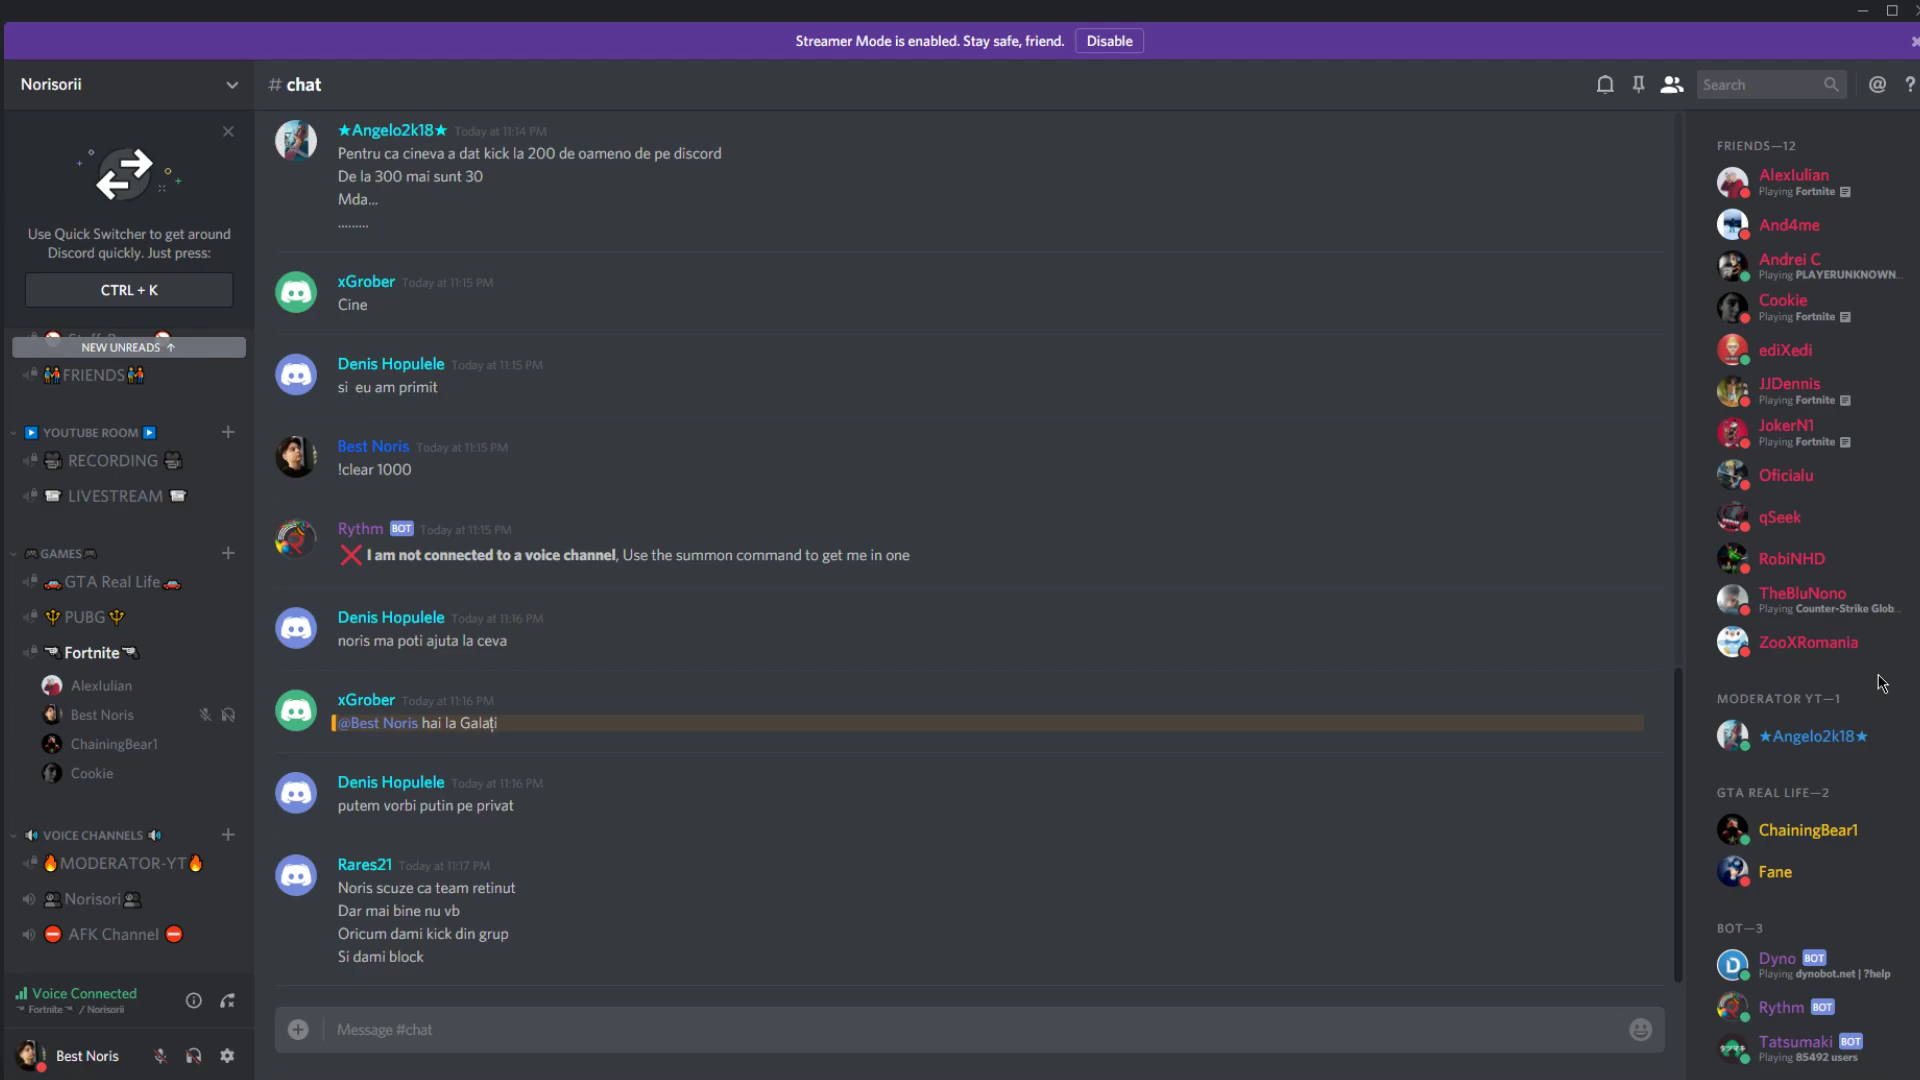 Streamer Mode is enabled. Stay safe, friend. Disable
Norisorii
# chat
Search
Use Quick Switcher to get around
Discord quickly. Just press:
CTRL + K
NEW UNREADS ↑
FRIENDS
YOUTUBE ROOM
RECORDING
LIVESTREAM
GAMES
GTA Real Life
PUBG
Fortnite
AlexIulian
Best Noris
ChainingBear1
Cookie
VOICE CHANNELS
MODERATOR-YT
Norisori
AFK Channel
Voice Connected
Fortnite / Norisorii
Best Noris
★Angelo2k18★ Today at 11:14 PM
Pentru ca cineva a dat kick la 200 de oameno de pe discord
De la 300 mai sunt 30
Mda...
.........
xGrober Today at 11:15 PM
Cine
Denis Hopulele Today at 11:15 PM
si eu am primit
Best Noris Today at 11:15 PM
!clear 1000
Rythm BOT Today at 11:15 PM
I am not connected to a voice channel, Use the summon command to get me in one
Denis Hopulele Today at 11:16 PM
noris ma poti ajuta la ceva
xGrober Today at 11:16 PM
@Best Noris hai la Galați
Denis Hopulele Today at 11:16 PM
putem vorbi putin pe privat
Rares21 Today at 11:17 PM
Noris scuze ca team retinut
Dar mai bine nu vb
Oricum dami kick din grup
Si dami block
Message #chat
FRIENDS—12
AlexIulian
Playing Fortnite
And4me
Andrei C
Playing PLAYERUNKNOWN...
Cookie
Playing Fortnite
ediXedi
JJDennis
Playing Fortnite
JokerN1
Playing Fortnite
Oficialu
qSeek
RobiNHD
TheBluNono
Playing Counter-Strike Glob...
ZooXRomania
MODERATOR YT—1
★Angelo2k18★
GTA REAL LIFE—2
ChainingBear1
Fane
BOT—3
Dyno BOT
Playing dynobot.net | ?help
Rythm BOT
Tatsumaki BOT
Playing 85492 users